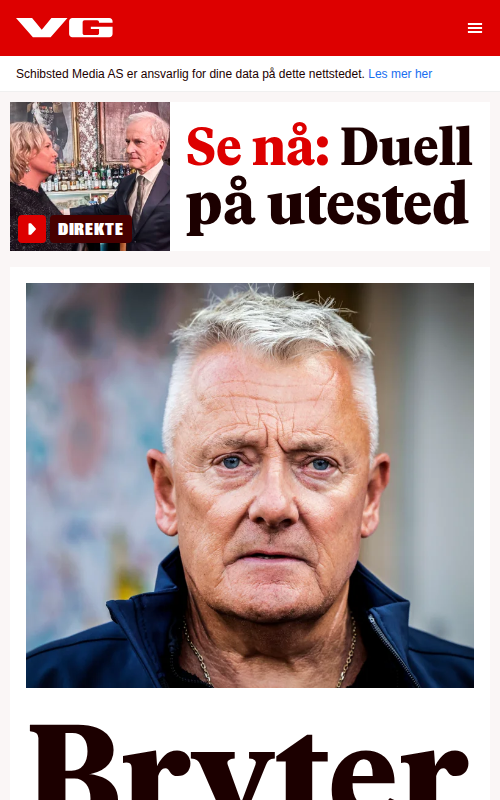 VG
Schibsted Media AS er ansvarlig for dine data på dette nettstedet. Les mer her
Se nå: Duell
på utested
DIREKTE
Bryter